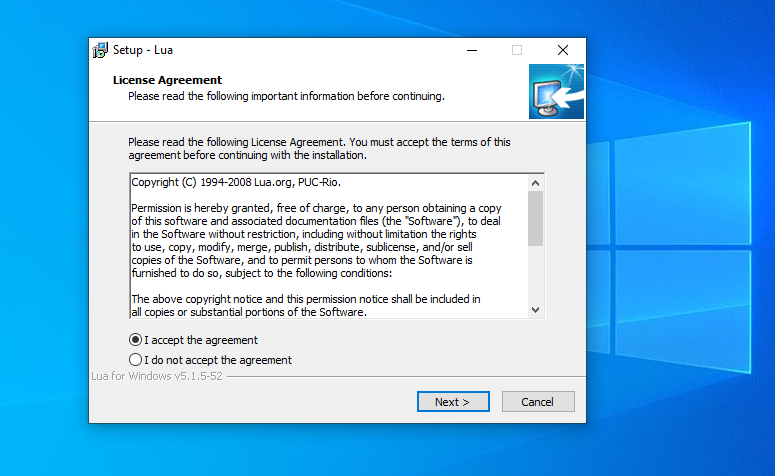 Setup - Lua
License Agreement
Please read the following important information before continuing.
Please read the following License Agreement. You must accept the terms of this
agreement before continuing with the installation.
Copyright (C) 1994-2008 Lua.org, PUC-Rio.
Permission is hereby granted, free of charge, to any person obtaining a copy
of this software and associated documentation files (the "Software"), to deal
in the Software without restriction, including without limitation the rights
to use, copy, modify, merge, publish, distribute, sublicense, and/or sell
copies of the Software, and to permit persons to whom the Software is
furnished to do so, subject to the following conditions:
The above copyright notice and this permission notice shall be included in
all copies or substantial portions of the Software.
I accept the agreement
I do not accept the agreement
Lua for Windows v5.1.5-52
Next >
Cancel